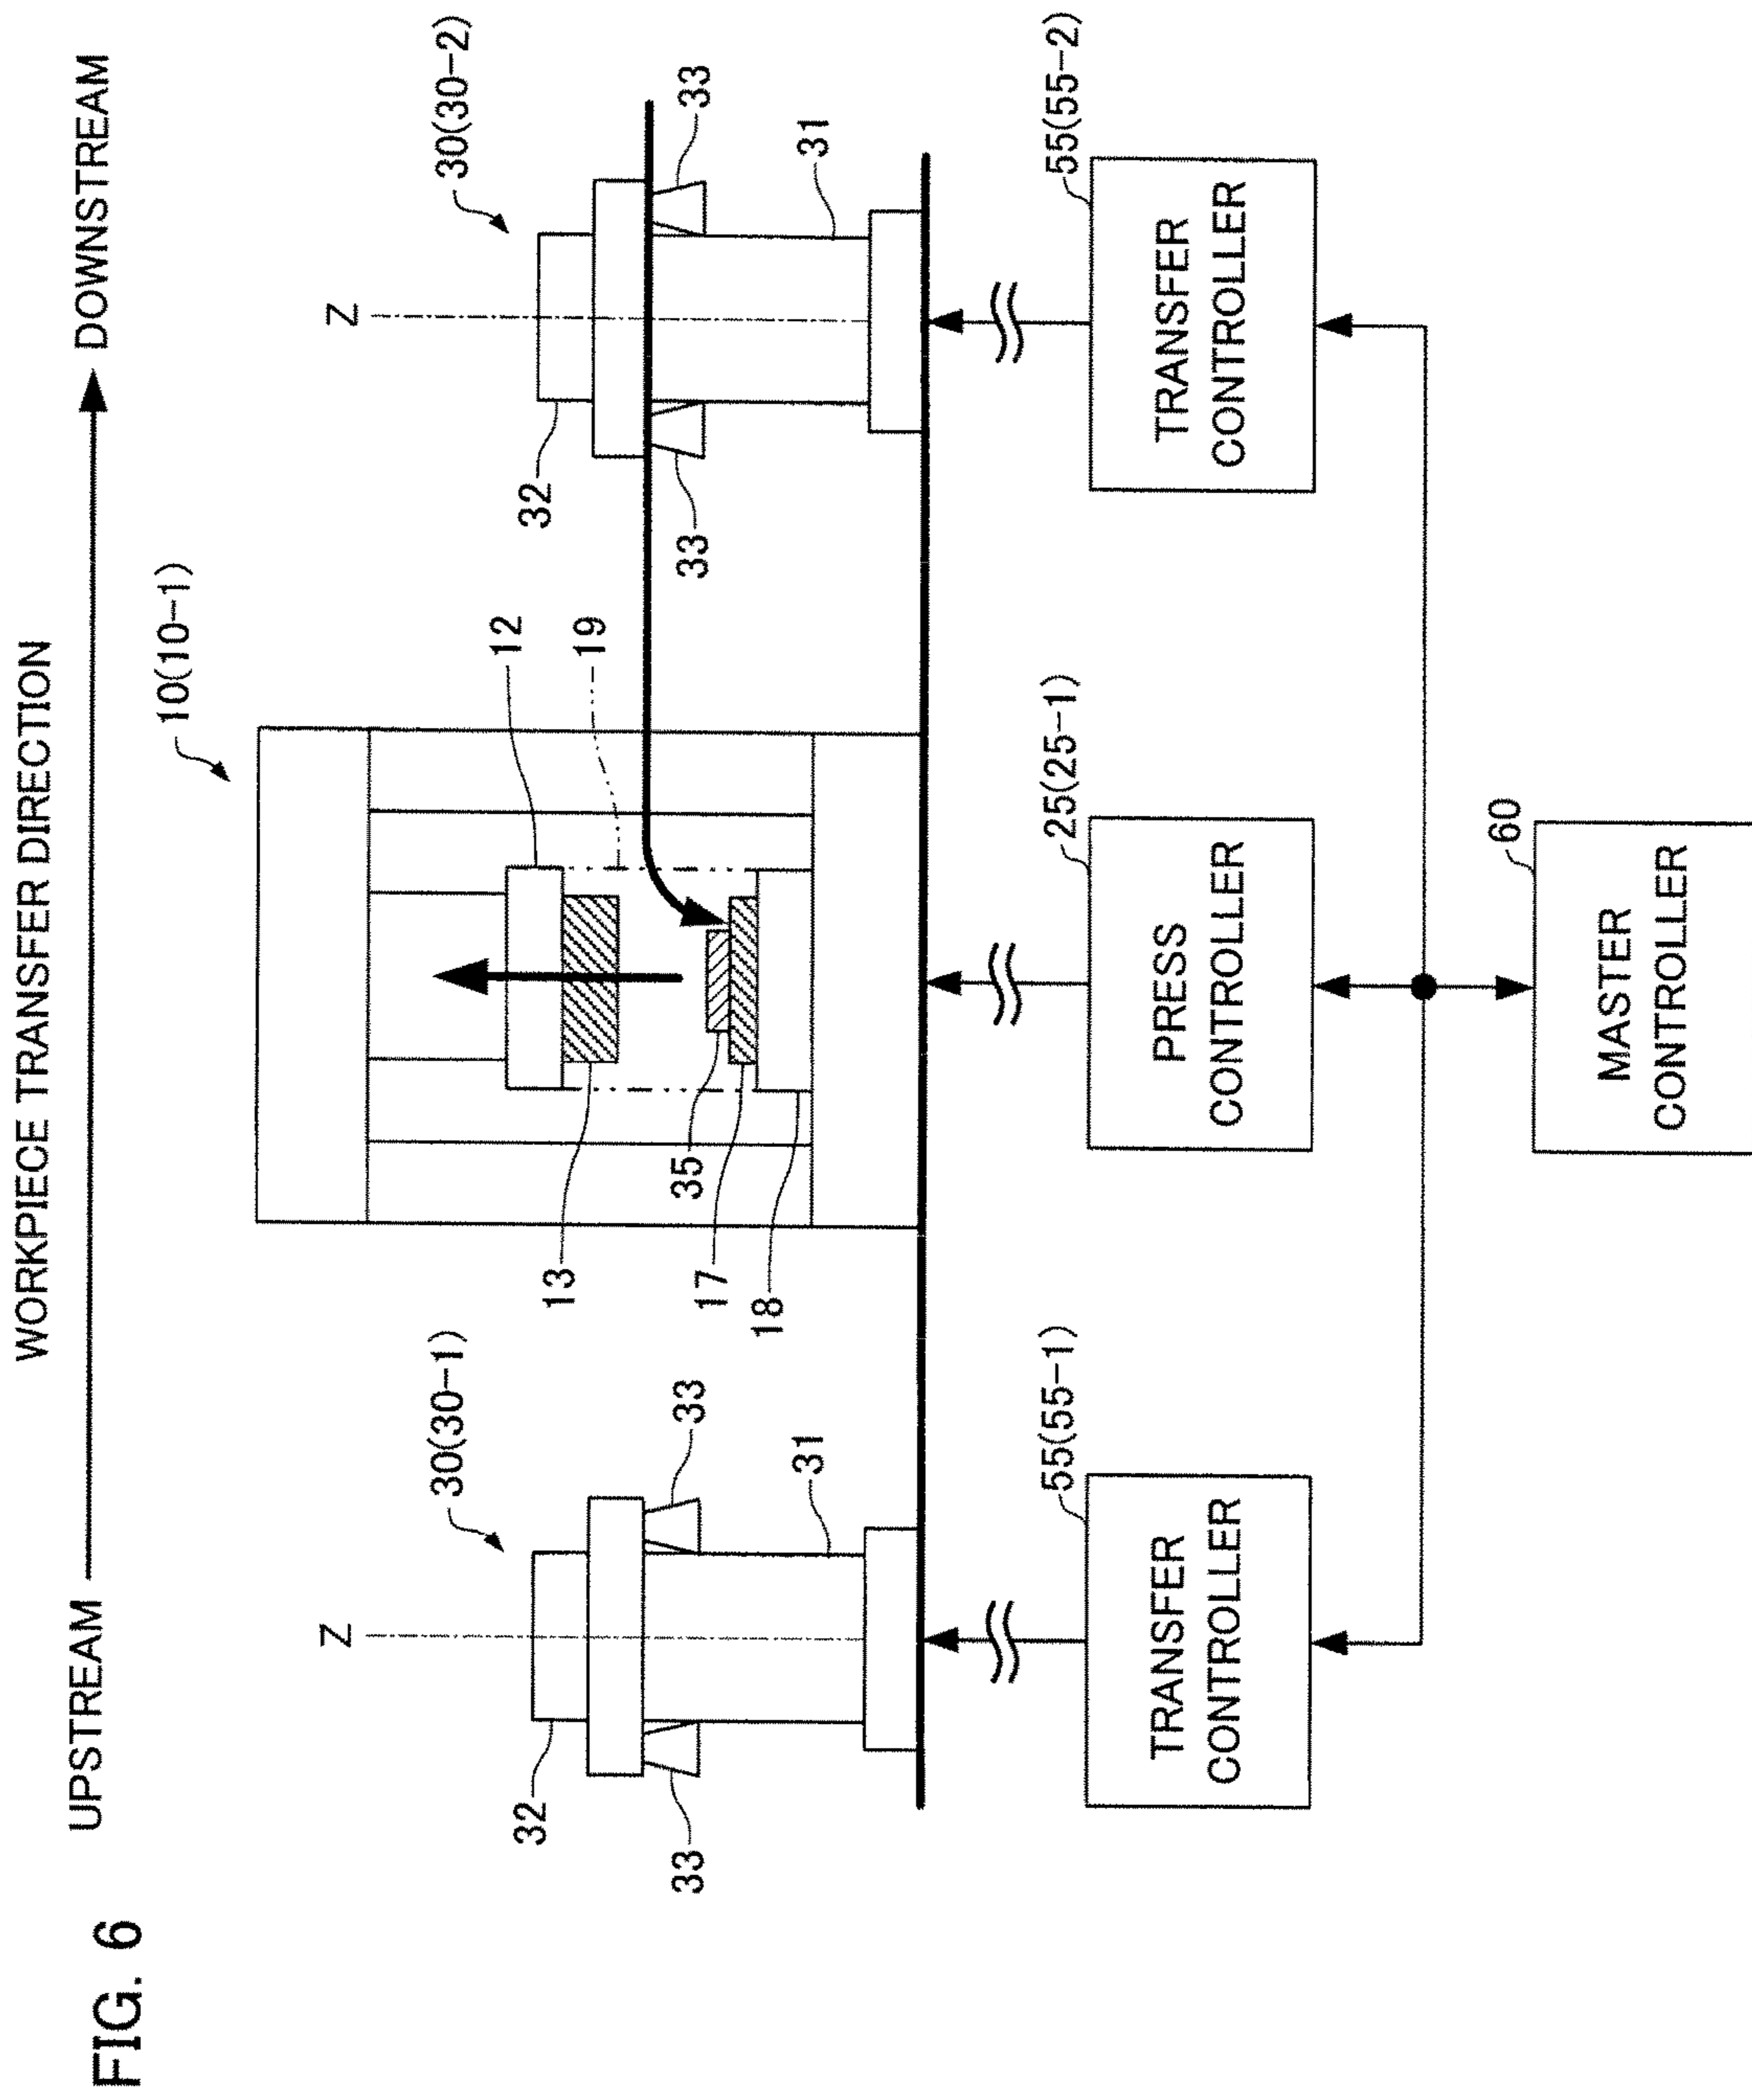 FIG. 6
WORKPIECE TRANSFER DIRECTION
UPSTREAM
DOWNSTREAM
10(10-1)
30(30-1)
30(30-2)
Z
Z
32
33
33
31
13
35
17
18
12
19
32
33
33
31
55(55-1)
TRANSFER
CONTROLLER
25(25-1)
PRESS
CONTROLLER
55(55-2)
TRANSFER
CONTROLLER
60
MASTER
CONTROLLER